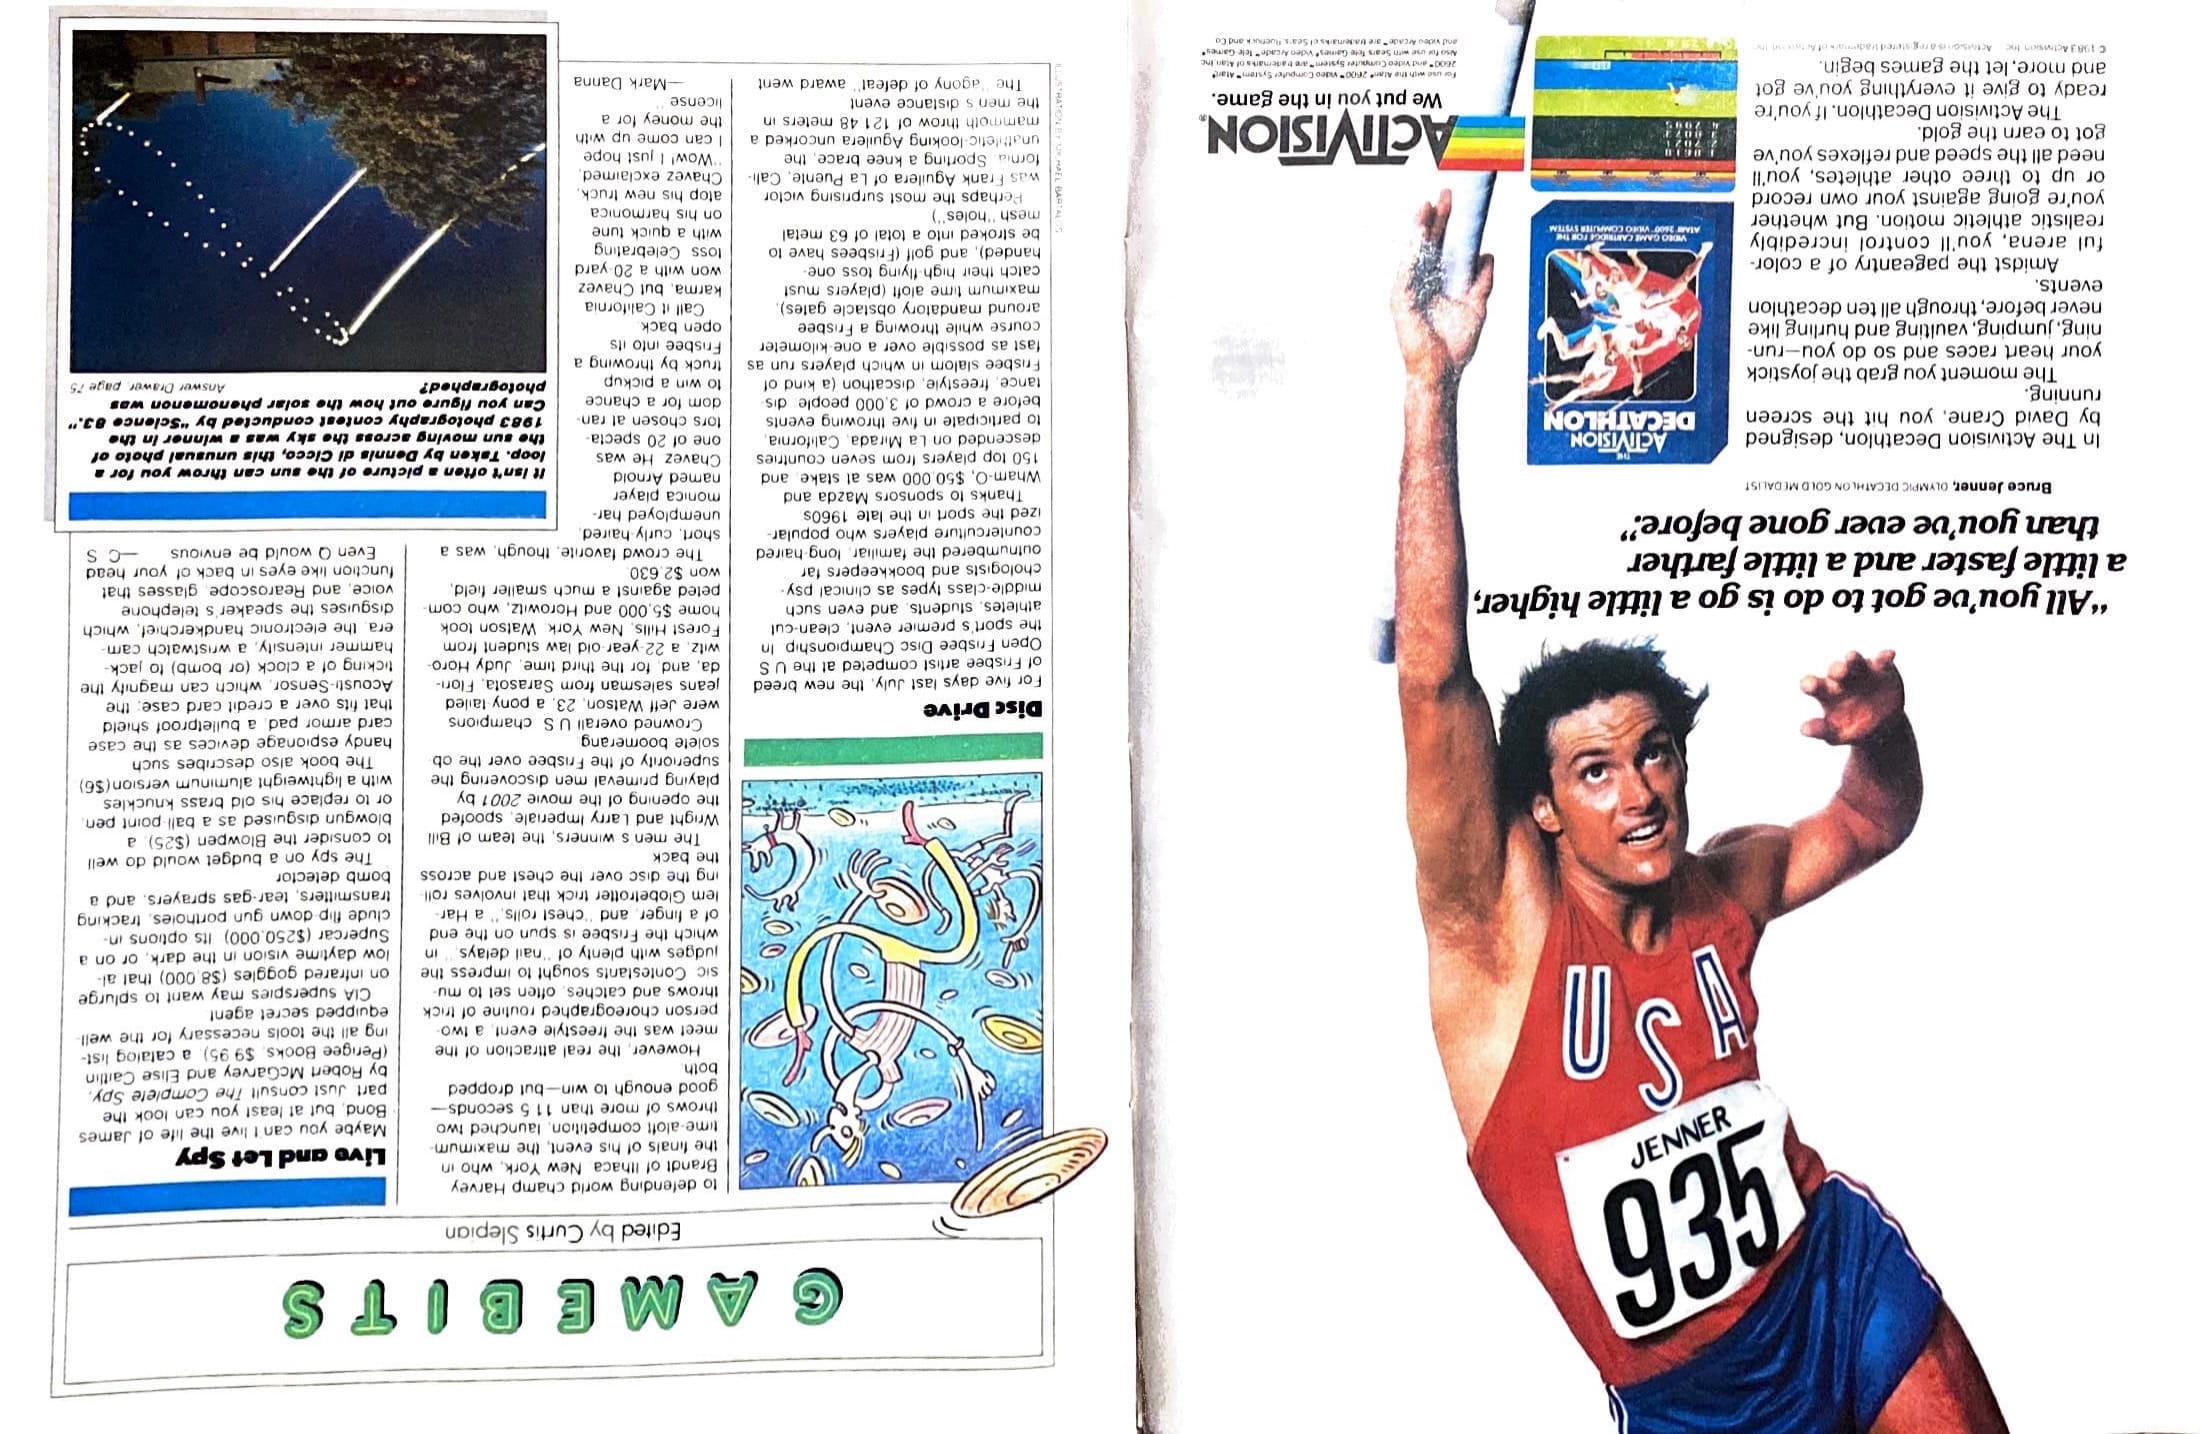 USA
JENNER
935
"All you've got to do is go a little higher,
a little faster and a little farther
than you've ever gone before."
Bruce Jenner, OLYMPIC DECATHLON GOLD MEDALIST
In The Activision Decathlon, designed
by David Crane, you hit the screen
running.
The moment you grab the joystick
your heart races and so do you—run-
ning, jumping, vaulting and hurling like
never before, through all ten decathlon
events.
Amidst the pageantry of a color-
ful arena, you'll control incredibly
realistic athletic motion. But whether
you're going against your own record
or up to three other athletes, you'll
need all the speed and reflexes you've
got to earn the gold.
The Activision Decathlon. If you're
ready to give it everything you've got
and more, let the games begin.
THE
ACTIVISION
DECATHLON
VIDEO GAME CARTRIDGE FOR THE
ATARI 2600 VIDEO COMPUTER SYSTEM
ACTIVISION®
We put you in the game.
For use with the Atari® 2600™ Video Computer System™ Atari®
2600™ and Video Computer System™ are trademarks of Atari Inc
Also for use with Sears Tele Games® Video Arcade™ Tele Games®
and Video Arcade™ are trademarks of Sears, Roebuck and Co
© 1983 Activision, Inc Activision is a registered trademark of Activision, Inc
GAMEBITS
Edited by Curtis Slepian
Disc Drive
For five days last July, the new breed
of Frisbee artist competed at the U S
Open Frisbee Disc Championship In
the sport's premier event, clean-cut
athletes, students, and even such
middle-class types as clinical psy-
chologists and bookkeepers far
outnumbered the familiar, long-haired
counterculture players who popular-
ized the sport in the late 1960s
Thanks to sponsors Mazda and
Wham-O, $50,000 was at stake, and
150 top players from seven countries
descended on La Mirada, California,
to participate in five throwing events
before a crowd of 3,000 people: dis-
tance, freestyle, discathon (a kind of
Frisbee slalom in which players run as
fast as possible over a one-kilometer
course while throwing a Frisbee
around mandatory obstacle gates),
maximum time aloft (players must
catch their high-flying toss one-
handed), and golf (Frisbees have to
be stroked into a total of 63 metal
mesh "holes")
Perhaps the most surprising victor
was Frank Aguilera of La Puente, Cali-
fornia. Sporting a knee brace, the
unathletic-looking Aguilera uncorked a
mammoth throw of 121 48 meters in
the men s distance event
The "agony of defeat" award went
to defending world champ Harvey
Brandt of Ithaca New York, who in
the finals of his event, the maximum-
time-aloft competition, launched two
throws of more than 11 5 seconds—
good enough to win—but dropped
both
However, the real attraction of the
meet was the freestyle event, a two-
person choreographed routine of trick
throws and catches, often set to mu-
sic Contestants sought to impress the
judges with plenty of "nail delays," in
which the Frisbee is spun on the end
of a finger, and "chest rolls," a Har-
lem Globetrotter trick that involves roll-
ing the disc over the chest and across
the back
The men s winners, the team of Bill
Wright and Larry Imperiale, spoofed
the opening of the movie 2001 by
playing primeval men discovering the
superiority of the Frisbee over the ob-
solete boomerang
Crowned overall U S champions
were Jeff Watson, 23, a pony tailed
jeans salesman from Sarasota, Flori-
da, and, for the third time, Judy Horo-
witz, a 22-year-old law student from
Forest Hills, New York Watson took
home $5,000 and Horowitz, who com-
peted against a much smaller field,
won $2,630
The crowd favorite, though, was a
short, curly-haired,
unemployed har-
monica player
named Arnold
Chavez He was
one of 20 specta-
tors chosen at ran-
dom for a chance
to win a pickup
truck by throwing a
Frisbee into its
open back
Call it California
karma, but Chavez
won with a 20-yard
toss Celebrating
with a quick tune
on his harmonica
atop his new truck,
Chavez exclaimed,
"Wow! I just hope
I can come up with
the money for a
license "
—Mark Danna
Live and Let Spy
Maybe you can't live the life of James
Bond, but at least you can look the
part Just consult The Complete Spy,
by Robert McGarvey and Elise Caitlin
(Perigee Books, $9 95), a catalog list-
ing all the tools necessary for the well-
equipped secret agent
CIA superspies may want to splurge
on infrared goggles ($8,000) that al-
low daytime vision in the dark, or on a
Supercar ($250,000) Its options in-
clude flip-down gun portholes, tracking
transmitters, tear-gas sprayers, and a
bomb detector
The spy on a budget would do well
to consider the Blowpen ($25), a
blowgun disguised as a ball-point pen,
or to replace his old brass knuckles
with a lightweight aluminum version ($6)
The book also describes such
handy espionage devices as the case
card armor pad, a bulletproof shield
that fits over a credit card case; the
Acousti-Sensor, which can magnify the
ticking of a clock (or bomb) to jack-
hammer intensity, a wristwatch cam-
era, the electronic handkerchief, which
disguises the speaker's telephone
voice, and Rearoscope, glasses that
function like eyes in back of your head
Even Q would be envious —C S
It isn't often a picture of the sun can throw you for a
loop. Taken by Dennis di Cicco, this unusual photo of
the sun moving across the sky was a winner in the
1983 photography contest conducted by "Science 83."
Can you figure out how the solar phenomenon was
photographed? Answer Drawer, page 75